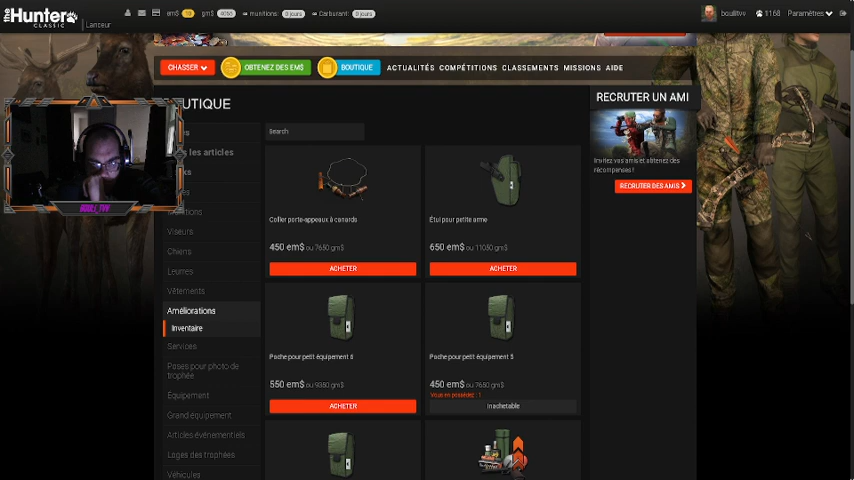 theHunter
CLASSIC
Lanceur
em$
gm$ 4055
∞ munitions: 0 jours
∞ Carburant: 0 jours
boulitvv
1168
Paramètres
CHASSER
OBTENEZ DES EM$
BOUTIQUE
ACTUALITÉS
COMPÉTITIONS
CLASSEMENTS
MISSIONS
AIDE
UTIQUE
Search
les articles
Viseurs
Chiens
Leurres
Vêtements
Améliorations
Inventaire
Services
Poses pour photo de
trophée
Équipement
Grand équipement
Articles événementiels
Loges des trophées
Véhicules
Collier porte-appeaux à canards
450 em$ ou 7650 gm$
ACHETER
Étui pour petite arme
650 em$ ou 11050 gm$
ACHETER
Poche pour petit équipement 6
550 em$ ou 9350 gm$
ACHETER
Poche pour petit équipement 5
450 em$ ou 7650 gm$
Vous en possédez : 1
Inachetable
RECRUTER UN AMI
Invitez vos amis et obtenez des
récompenses !
RECRUTER DES AMIS